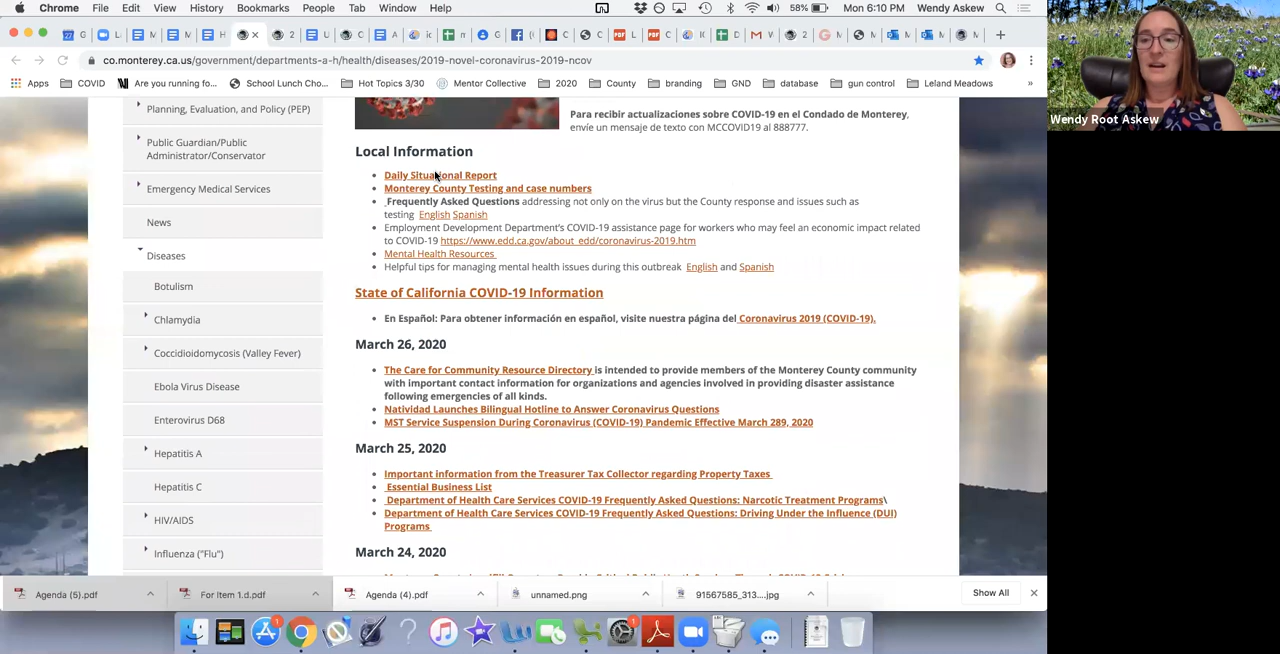 Chrome File Edit View History Bookmarks People Tab Window Help 58% Mon 6:10 PM Wendy Askew
co.monterey.ca.us/government/departments-a-h/health/diseases/2019-novel-coronavirus-2019-ncov
Apps COVID Are you running fo... School Lunch Cho... Hot Topics 3/30 Mentor Collective 2020 County branding GND database gun control Leland Meadows »
Wendy Root Askew
Planning, Evaluation, and Policy (PEP)
Public Guardian/Public
Administrator/Conservator
Emergency Medical Services
News
Diseases
Botulism
Chlamydia
Coccidioidomycosis (Valley Fever)
Ebola Virus Disease
Enterovirus D68
Hepatitis A
Hepatitis C
HIV/AIDS
Influenza ("Flu")
Para recibir actualizaciones sobre COVID-19 en el Condado de Monterey,
envíe un mensaje de texto con MCCOVID19 al 888777.
Local Information
Daily Situational Report
Monterey County Testing and case numbers
Frequently Asked Questions addressing not only on the virus but the County response and issues such as
testing English Spanish
Employment Development Department's COVID-19 assistance page for workers who may feel an economic impact related
to COVID-19 https://www.edd.ca.gov/about_edd/coronavirus-2019.htm
Mental Health Resources
Helpful tips for managing mental health issues during this outbreak English and Spanish
State of California COVID-19 Information
En Español: Para obtener información en español, visite nuestra página del Coronavirus 2019 (COVID-19).
March 26, 2020
The Care for Community Resource Directory is intended to provide members of the Monterey County community
with important contact information for organizations and agencies involved in providing disaster assistance
following emergencies of all kinds.
Natividad Launches Bilingual Hotline to Answer Coronavirus Questions
MST Service Suspension During Coronavirus (COVID-19) Pandemic Effective March 289, 2020
March 25, 2020
Important information from the Treasurer Tax Collector regarding Property Taxes
Essential Business List
Department of Health Care Services COVID-19 Frequently Asked Questions: Narcotic Treatment Programs\
Department of Health Care Services COVID-19 Frequently Asked Questions: Driving Under the Influence (DUI)
Programs
March 24, 2020
Agenda (5).pdf For Item 1.d.pdf Agenda (4).pdf unnamed.png 91567585_313....jpg Show All